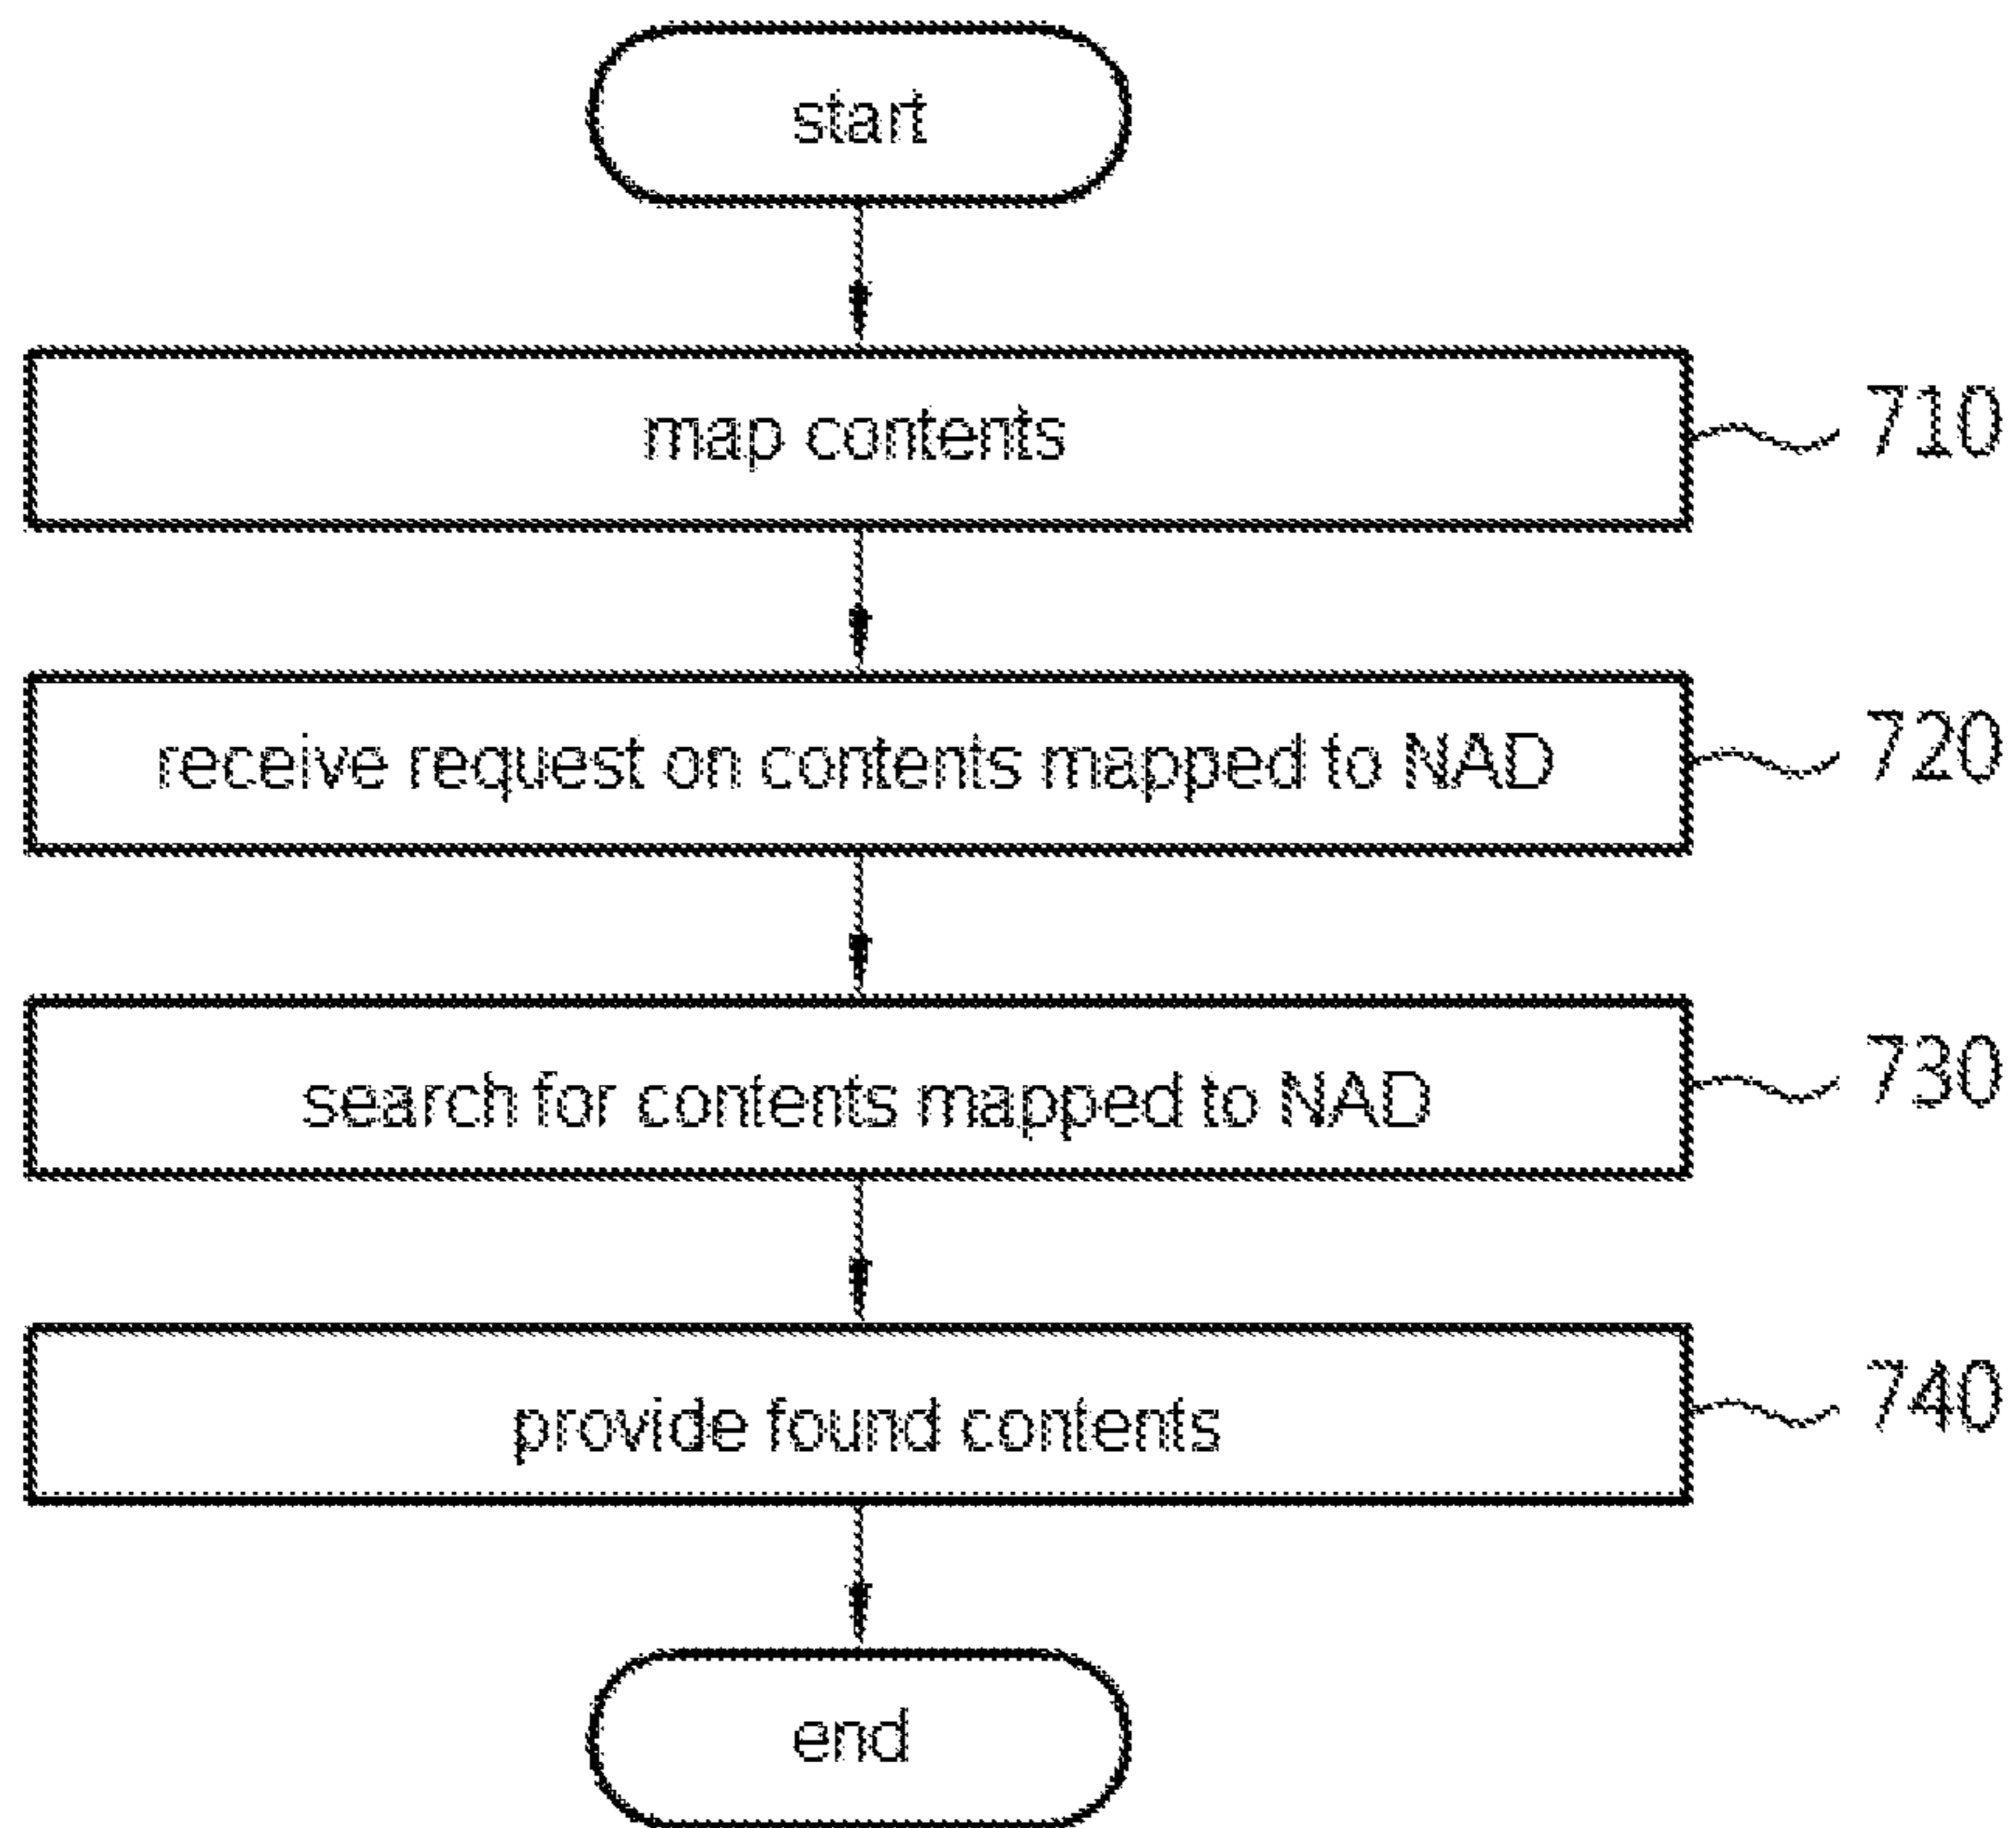 start
map contents
710
receive request on contents mapped to NAD
720
search for contents mapped to NAD
730
provide found contents
740
end